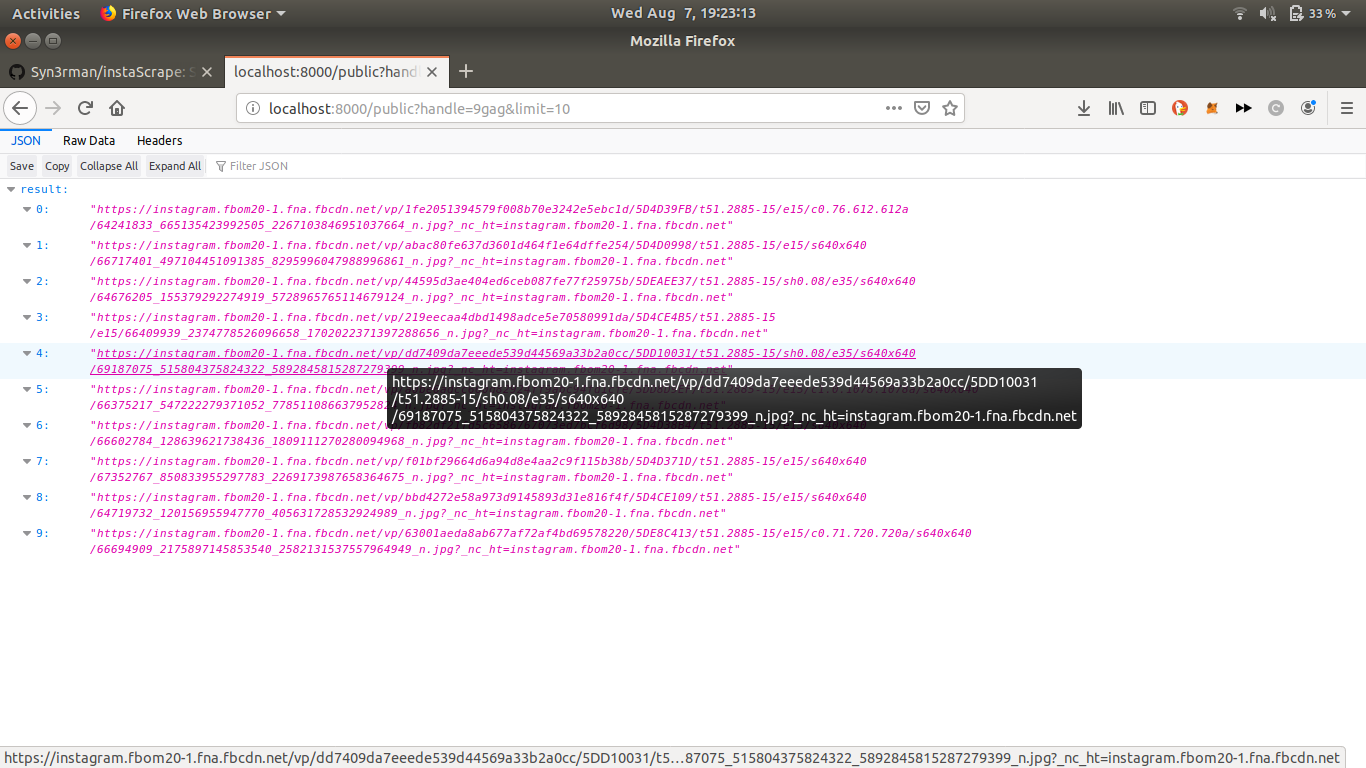 Activities
Firefox Web Browser
Wed Aug 7, 19:23:13
33 %
Mozilla Firefox
Syn3rman/instaScrape: S
localhost:8000/public?handl
localhost:8000/public?handle=9gag&limit=10
JSON
Raw Data
Headers
Save
Copy
Collapse All
Expand All
Filter JSON
result:
0: "https://instagram.fbom20-1.fna.fbcdn.net/vp/1fe2051394579f008b70e3242e5ebc1d/5D4D39FB/t51.2885-15/e15/c0.76.612.612a
/64241833_665135423992505_2267103846951037664_n.jpg?_nc_ht=instagram.fbom20-1.fna.fbcdn.net"
1: "https://instagram.fbom20-1.fna.fbcdn.net/vp/abac80fe637d3601d464f1e64dffe254/5D4D0998/t51.2885-15/e15/s640x640
/66717401_497104451091385_8295996047988996861_n.jpg?_nc_ht=instagram.fbom20-1.fna.fbcdn.net"
2: "https://instagram.fbom20-1.fna.fbcdn.net/vp/44595d3ae404ed6ceb087fe77f25975b/5DEAEE37/t51.2885-15/sh0.08/e35/s640x640
/64676205_155379292274919_5728965765114679124_n.jpg?_nc_ht=instagram.fbom20-1.fna.fbcdn.net"
3: "https://instagram.fbom20-1.fna.fbcdn.net/vp/219eecaa4dbd1498adce5e70580991da/5D4CE4B5/t51.2885-15
/e15/66409939_2374778526096658_1702022371397288656_n.jpg?_nc_ht=instagram.fbom20-1.fna.fbcdn.net"
4: "https://instagram.fbom20-1.fna.fbcdn.net/vp/dd7409da7eeede539d44569a33b2a0cc/5DD10031/t51.2885-15/sh0.08/e35/s640x640
/69187075_515804375824322_5892845815287279399_n.jpg?_nc_ht=instagram.fbom20-1.fna.fbcdn.net"
https://instagram.fbom20-1.fna.fbcdn.net/vp/dd7409da7eeede539d44569a33b2a0cc/5DD10031
/t51.2885-15/sh0.08/e35/s640x640
/69187075_515804375824322_5892845815287279399_n.jpg?_nc_ht=instagram.fbom20-1.fna.fbcdn.net
5: "https://instagram.fbom20-1
6: "https://instagram.fbom20-1
/66602784_128639621738436_1809111270280094968_n.jpg?_nc_ht=instagram.fbom20-1.fna.fbcdn.net"
7: "https://instagram.fbom20-1.fna.fbcdn.net/vp/f01bf29664d6a94d8e4aa2c9f115b38b/5D4D371D/t51.2885-15/e15/s640x640
/67352767_850833955297783_2269173987658364675_n.jpg?_nc_ht=instagram.fbom20-1.fna.fbcdn.net"
8: "https://instagram.fbom20-1.fna.fbcdn.net/vp/bbd4272e58a973d9145893d31e816f4f/5D4CE109/t51.2885-15/e15/s640x640
/64719732_120156955947770_405631728532924989_n.jpg?_nc_ht=instagram.fbom20-1.fna.fbcdn.net"
9: "https://instagram.fbom20-1.fna.fbcdn.net/vp/63001aeda8ab677af72af4bd69578220/5DE8C413/t51.2885-15/e15/c0.71.720.720a/s640x640
/66694909_2175897145853540_2582131537557964949_n.jpg?_nc_ht=instagram.fbom20-1.fna.fbcdn.net"
https://instagram.fbom20-1.fna.fbcdn.net/vp/dd7409da7eeede539d44569a33b2a0cc/5DD10031/t5…87075_515804375824322_5892845815287279399_n.jpg?_nc_ht=instagram.fbom20-1.fna.fbcdn.net